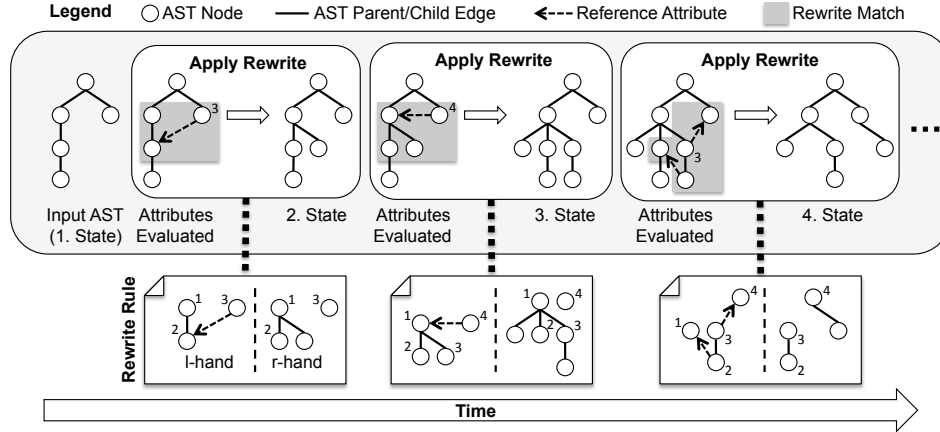 Legend AST Node AST Parent/Child Edge Reference Attribute Rewrite Match
Apply Rewrite Apply Rewrite Apply Rewrite
3 4 3
Input AST Attributes 2. State Attributes 3. State Attributes 4. State
(1. State) Evaluated Evaluated Evaluated
Rewrite Rule
1 3 1 3
2
l-hand r-hand
1 4 2 3
1 4 2 3
4 1 3 2
4 3 2
Time